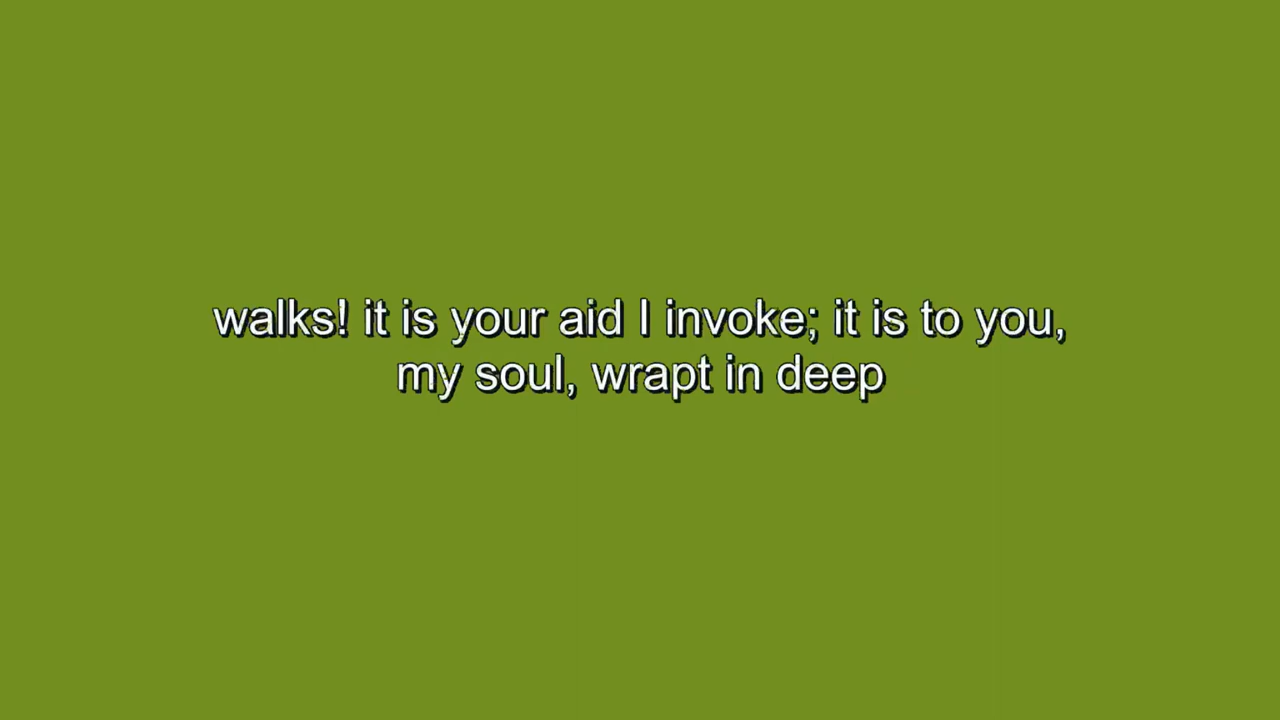 walks! it is your aid I invoke; it is to you,
my soul, wrapt in deep